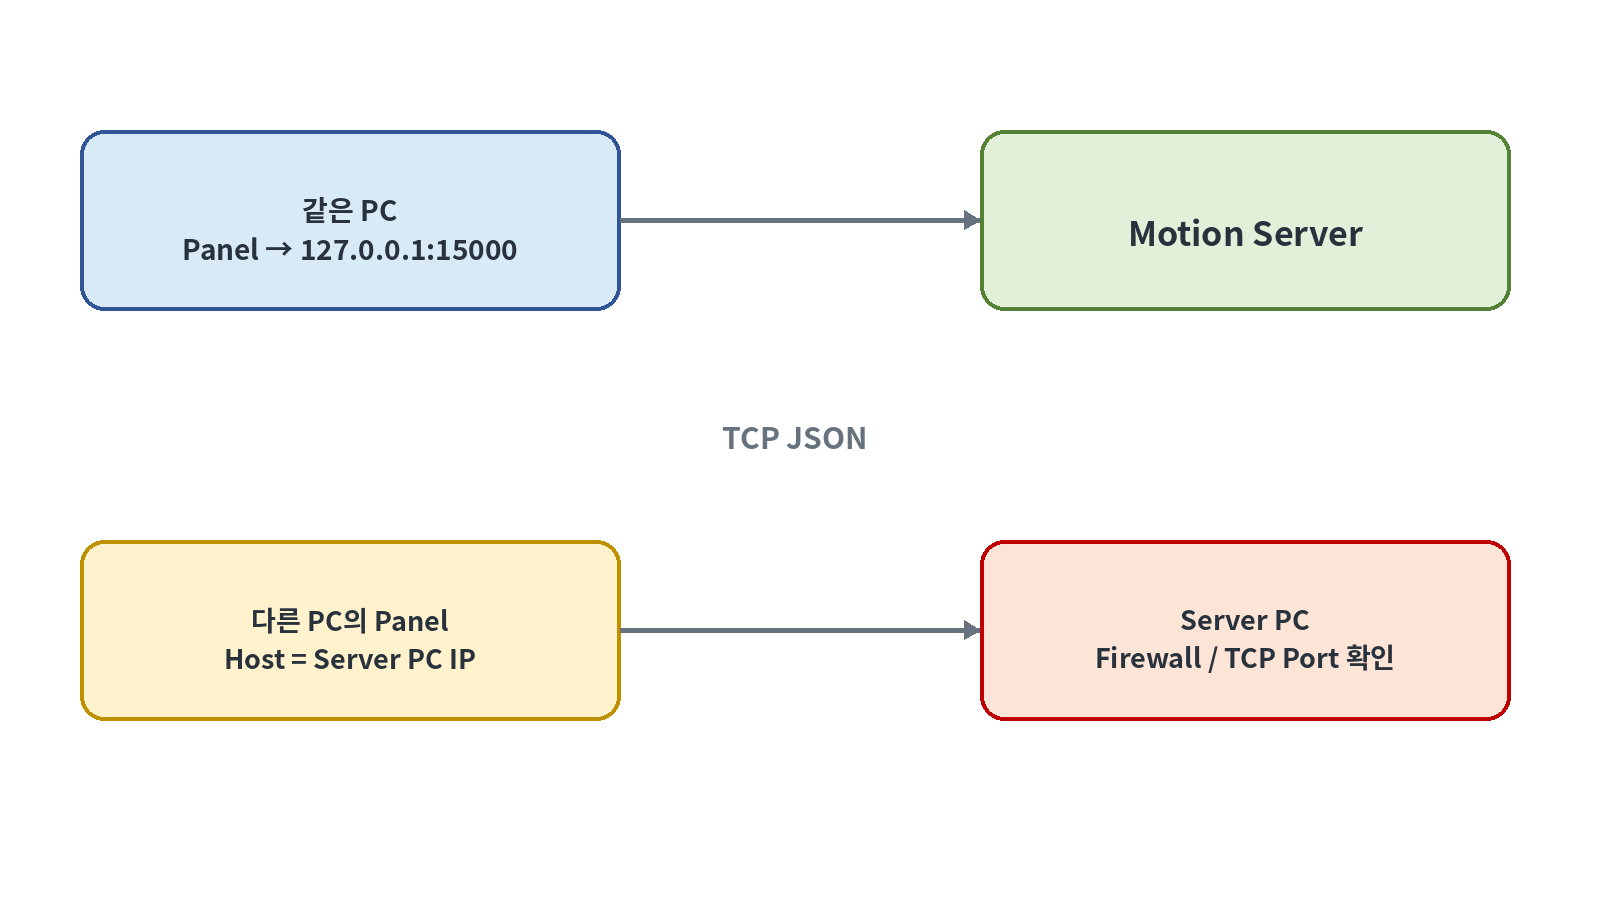 같은 PC
Panel → 127.0.0.1:15000
Motion Server
TCP JSON
다른 PC의 Panel
Host = Server PC IP
Server PC
Firewall / TCP Port 확인